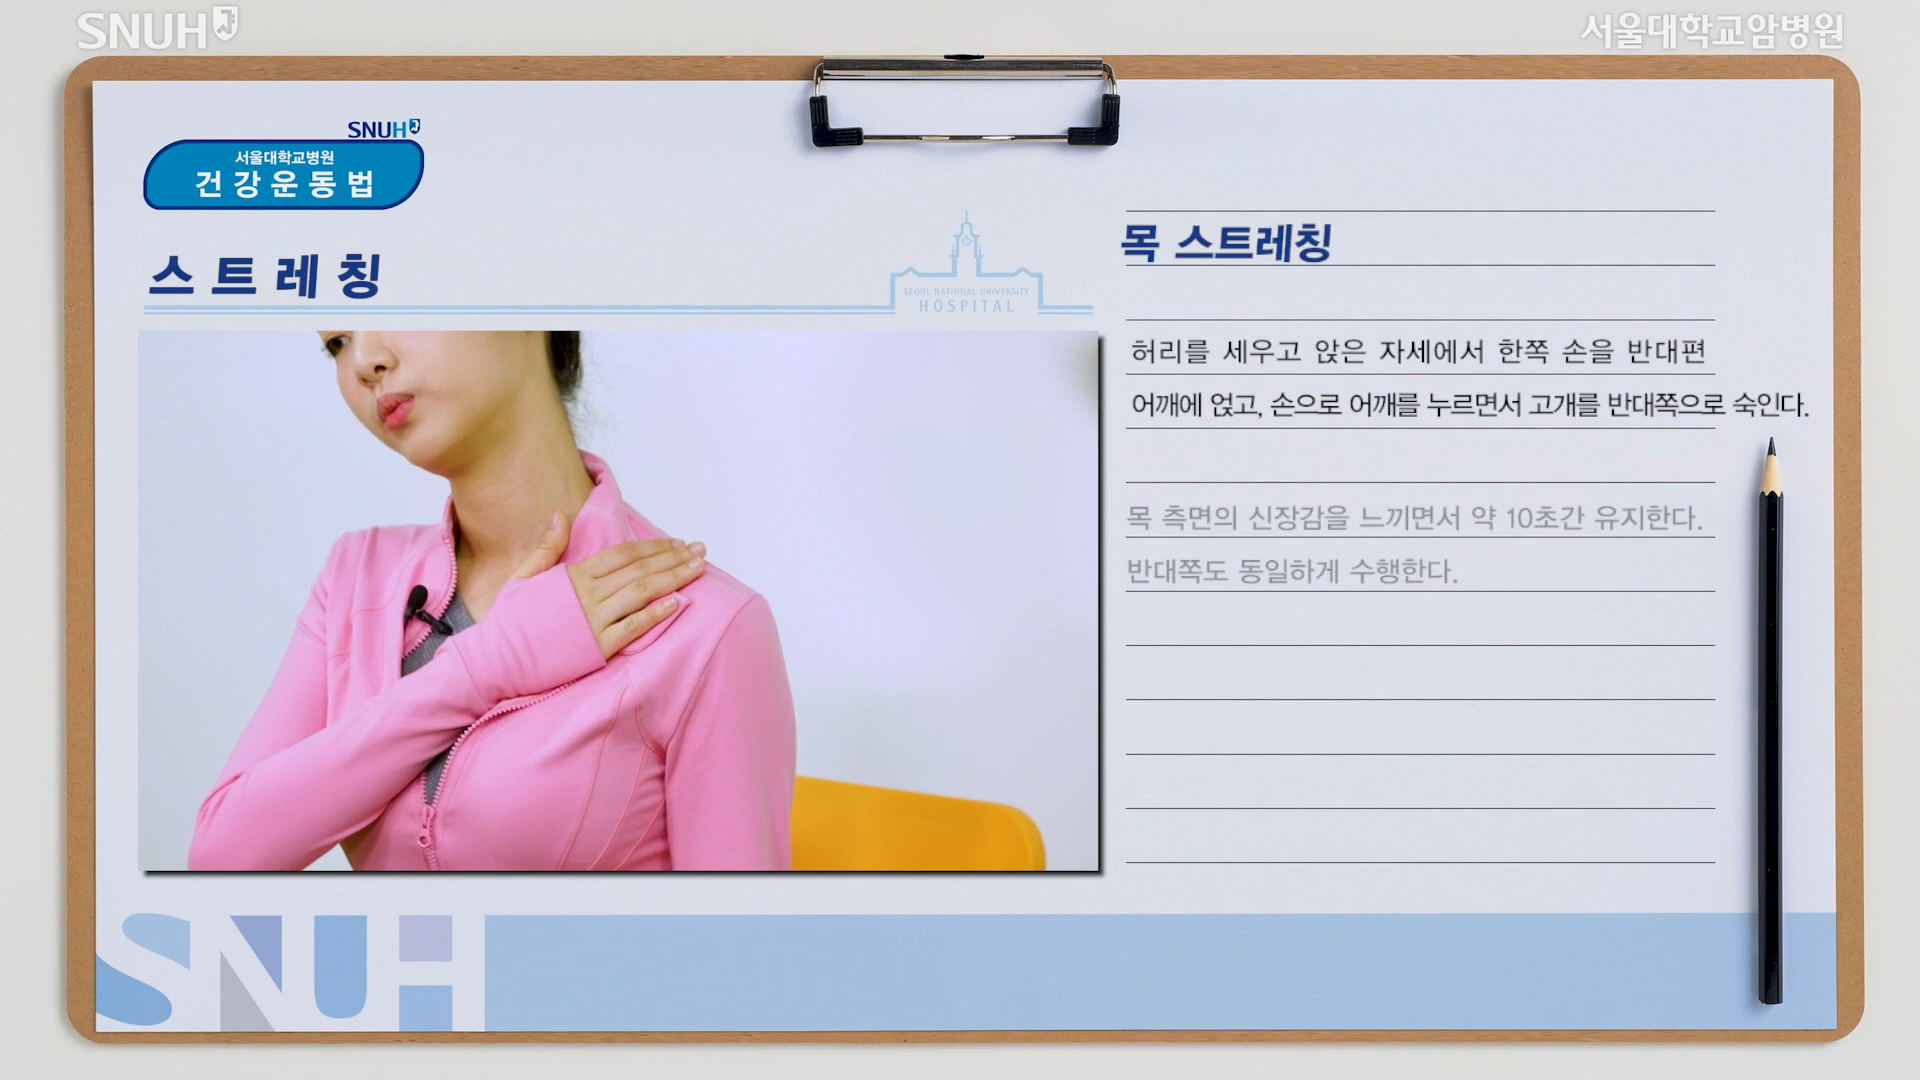 SNUH
서울대학교암병원
SNUH
서울대학교병원
건강운동법
스트레칭
SEOUL NATIONAL UNIVERSITY
HOSPITAL
목 스트레칭
허리를 세우고 앉은 자세에서 한쪽 손을 반대편
어깨에 얹고, 손으로 어깨를 누르면서 고개를 반대쪽으로 숙인다.
목 측면의 신장감을 느끼면서 약 10초간 유지한다.
반대쪽도 동일하게 수행한다.
SNUH